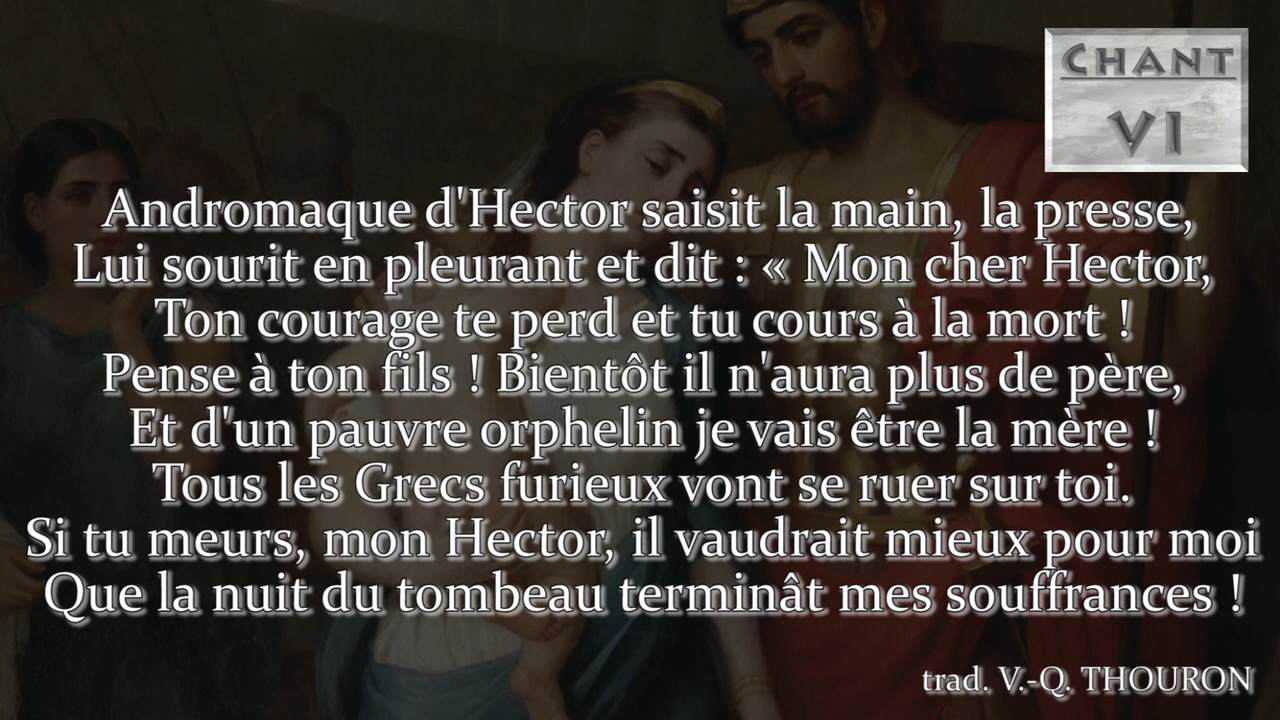 CHANT
VI
Andromaque d'Hector saisit la main, la presse,
Lui sourit en pleurant et dit : « Mon cher Hector,
Ton courage te perd et tu cours à la mort !
Pense à ton fils ! Bientôt il n'aura plus de père,
Et d'un pauvre orphelin je vais être la mère !
Tous les Grecs furieux vont se ruer sur toi.
Si tu meurs, mon Hector, il vaudrait mieux pour moi
Que la nuit du tombeau terminât mes souffrances !
trad. V.-Q. THOURON